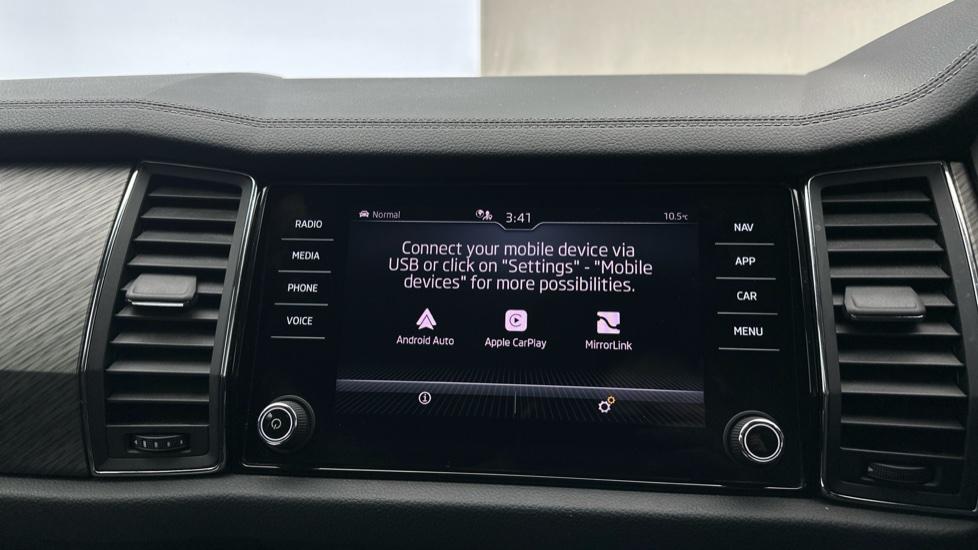 RADIO
MEDIA
PHONE
VOICE
Normal 3:41 10.5°C
Connect your mobile device via
USB or click on "Settings" - "Mobile
devices" for more possibilities.
Android Auto Apple CarPlay MirrorLink
NAV
APP
CAR
MENU